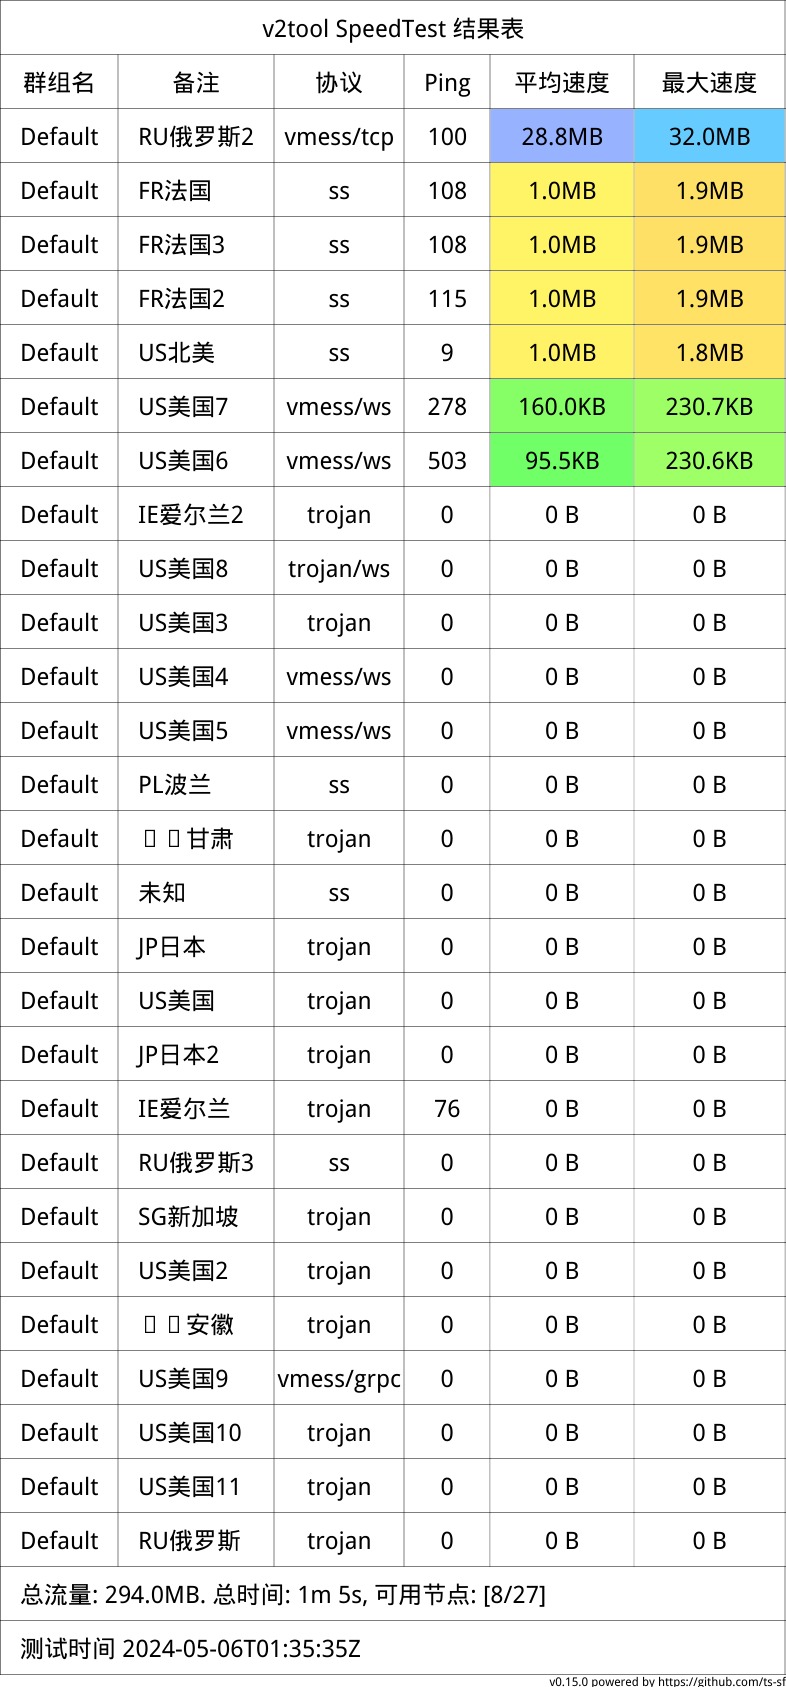 v2tool SpeedTest 结果表
群组名 备注 协议 Ping 平均速度 最大速度
Default RU俄罗斯2 vmess/tcp 100 28.8MB 32.0MB
Default FR法国 ss 108 1.0MB 1.9MB
Default FR法国3 ss 108 1.0MB 1.9MB
Default FR法国2 ss 115 1.0MB 1.9MB
Default US北美 ss 9 1.0MB 1.8MB
Default US美国7 vmess/ws 278 160.0KB 230.7KB
Default US美国6 vmess/ws 503 95.5KB 230.6KB
Default IE爱尔兰2 trojan 0 0 B 0 B
Default US美国8 trojan/ws 0 0 B 0 B
Default US美国3 trojan 0 0 B 0 B
Default US美国4 vmess/ws 0 0 B 0 B
Default US美国5 vmess/ws 0 0 B 0 B
Default PL波兰 ss 0 0 B 0 B
Default 甘肃 trojan 0 0 B 0 B
Default 未知 ss 0 0 B 0 B
Default JP日本 trojan 0 0 B 0 B
Default US美国 trojan 0 0 B 0 B
Default JP日本2 trojan 0 0 B 0 B
Default IE爱尔兰 trojan 76 0 B 0 B
Default RU俄罗斯3 ss 0 0 B 0 B
Default SG新加坡 trojan 0 0 B 0 B
Default US美国2 trojan 0 0 B 0 B
Default 安徽 trojan 0 0 B 0 B
Default US美国9 vmess/grpc 0 0 B 0 B
Default US美国10 trojan 0 0 B 0 B
Default US美国11 trojan 0 0 B 0 B
Default RU俄罗斯 trojan 0 0 B 0 B
总流量: 294.0MB. 总时间: 1m 5s, 可用节点: [8/27]
测试时间 2024-05-06T01:35:35Z
v0.15.0 powered by https://github.com/ts-sf